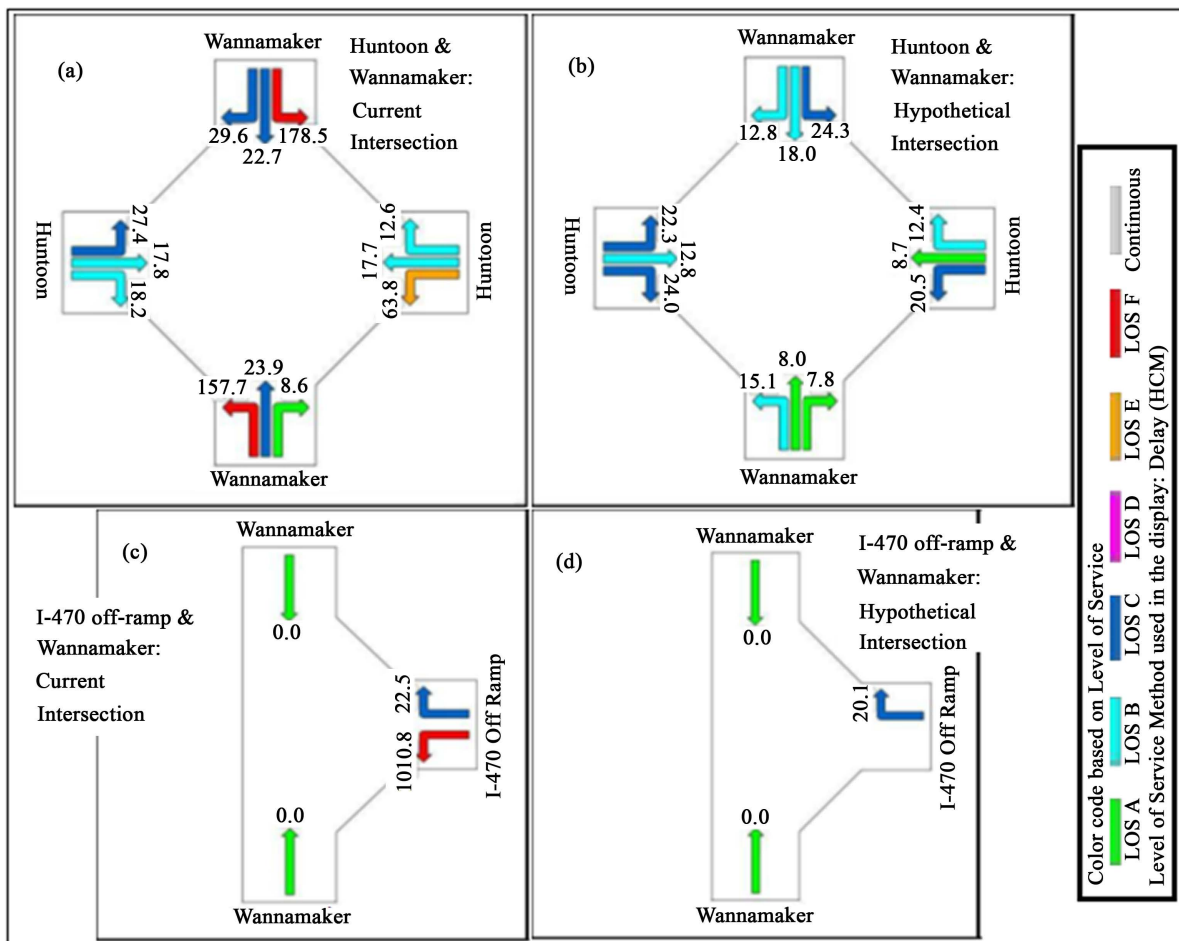 (a)
Wannamaker
Huntoon &
Wannamaker:
Current
Intersection
29.6
22.7
178.5
Huntoon
27.4
17.8
18.2
12.6
17.7
63.8
Huntoon
157.7
23.9
8.6
Wannamaker
(b)
Wannamaker
Huntoon &
Wannamaker:
Hypothetical
Intersection
12.8
18.0
24.3
Huntoon
22.3
12.8
24.0
12.4
8.7
20.5
Huntoon
15.1
8.0
7.8
Wannamaker
(c)
Wannamaker
I-470 off-ramp &
Wannamaker:
Current
Intersection
0.0
22.5
1010.8
I-470 Off Ramp
0.0
Wannamaker
(d)
Wannamaker
I-470 off-ramp &
Wannamaker:
Hypothetical
Intersection
0.0
20.1
I-470 Off Ramp
0.0
Wannamaker
Color code based on Level of Service
LOS A
LOS B
LOS C
LOS D
LOS E
LOS F
Continuous
Level of Service Method used in the display: Delay (HCM)